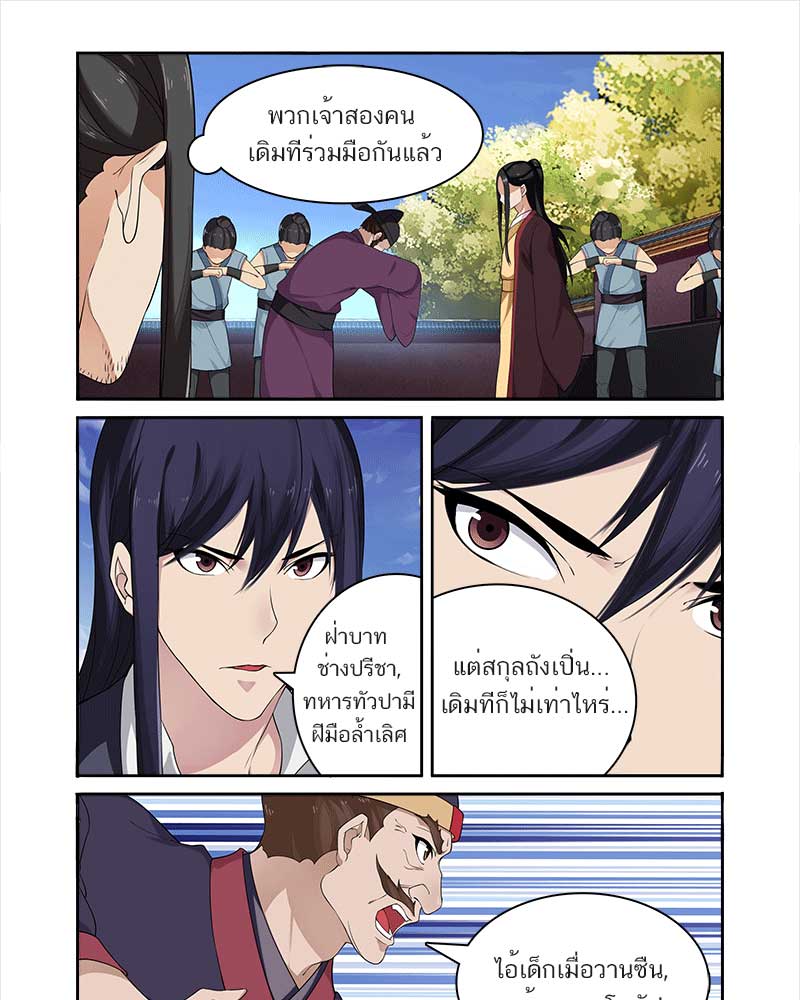 พวกเจ้าสองคน
เดิมทีร่วมมือกันแล้ว
ฝ่าบาท
ช่างปรีชา,
ทหารทัวปามี
ฝีมือล้ำเลิศ
แต่สกุลถังเปิ่น...
เดิมทีก็ไม่เท่าไหร่...
ไอ้เด็กเมื่อวานซืน,